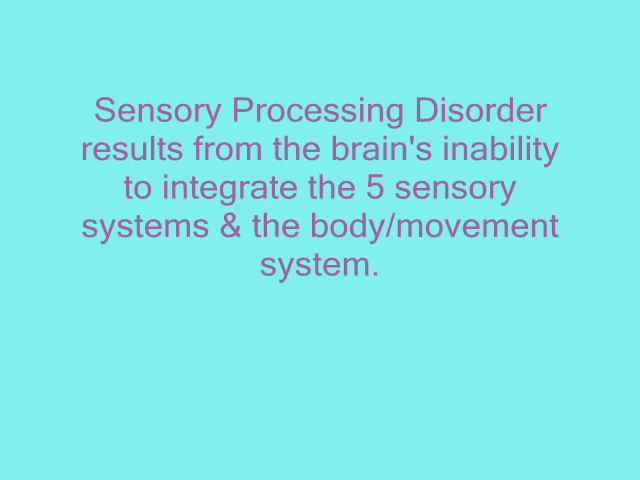 Sensory Processing Disorder
results from the brain's inability
to integrate the 5 sensory
systems & the body/movement
system.